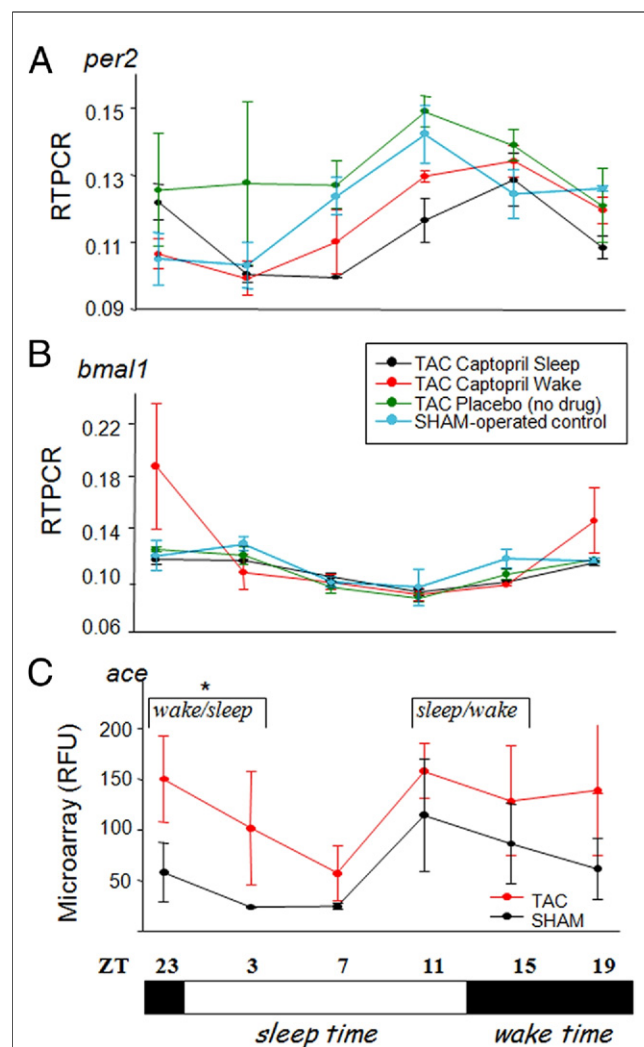 A per2
0.15
0.13
0.11
0.09
RTPCR
B bmal1
TAC Captopril Sleep
TAC Captopril Wake
TAC Placebo (no drug)
SHAM-operated control
0.22
0.18
0.14
0.10
0.06
RTPCR
C ace
*
wake/sleep
sleep/wake
200
150
100
50
Microarray (RFU)
TAC
SHAM
ZT 23 3 7 11 15 19
sleep time wake time